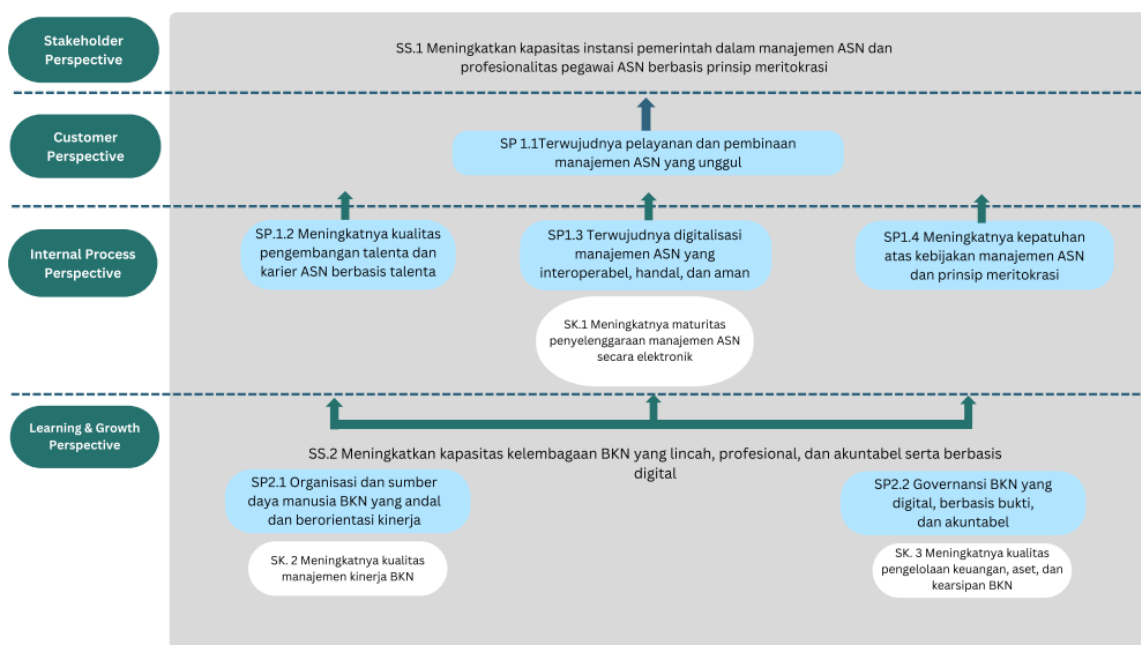 Stakeholder
Perspective
SS.1 Meningkatkan kapasitas instansi pemerintah dalam manajemen ASN dan
profesionalitas pegawai ASN berbasis prinsip meritokrasi
Customer
Perspective
SP 1.1Terwujudnya pelayanan dan pembinaan
manajemen ASN yang unggul
Internal Process
Perspective
SP.1.2 Meningkatnya kualitas
pengembangan talenta dan
karier ASN berbasis talenta
SP1.3 Terwujudnya digitalisasi
manajemen ASN yang
interoperabel, handal, dan aman
SP1.4 Meningkatnya kepatuhan
atas kebijakan manajemen ASN
dan prinsip meritokrasi
SK.1 Meningkatnya maturitas
penyelenggaraan manajemen ASN
secara elektronik
Learning & Growth
Perspective
SS.2 Meningkatkan kapasitas kelembagaan BKN yang lincah, profesional, dan akuntabel serta berbasis
digital
SP2.1 Organisasi dan sumber
daya manusia BKN yang andal
dan berorientasi kinerja
SP2.2 Governansi BKN yang
digital, berbasis bukti,
dan akuntabel
SK. 2 Meningkatnya kualitas
manajemen kinerja BKN
SK. 3 Meningkatnya kualitas
pengelolaan keuangan, aset, dan
kearsipan BKN